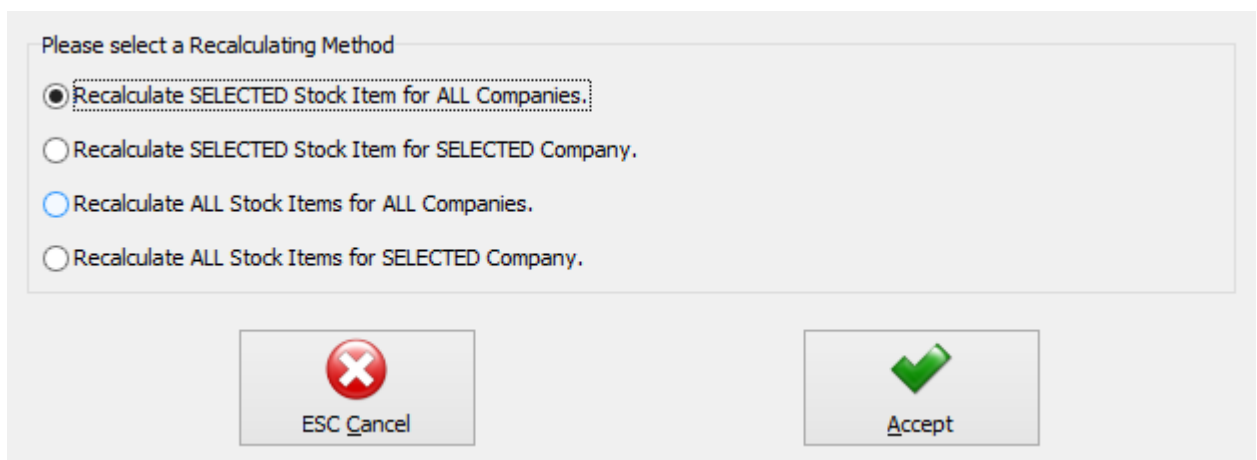 Please select a Recalculating Method
Recalculate SELECTED Stock Item for ALL Companies.
Recalculate SELECTED Stock Item for SELECTED Company.
Recalculate ALL Stock Items for ALL Companies.
Recalculate ALL Stock Items for SELECTED Company.
ESC Cancel
Accept